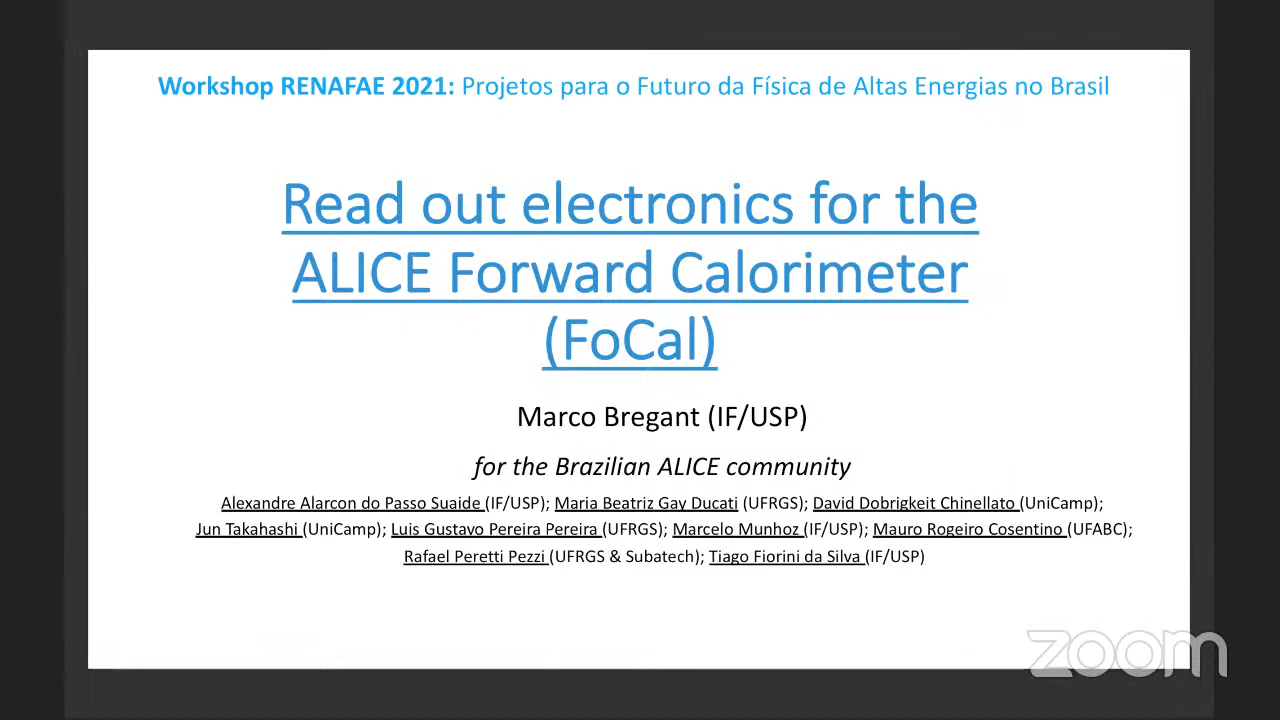 Workshop RENAFAE 2021: Projetos para o Futuro da Física de Altas Energias no Brasil
Read out electronics for the
ALICE Forward Calorimeter
(FoCal)
Marco Bregant (IF/USP)
for the Brazilian ALICE community
Alexandre Alarcon do Passo Suaide (IF/USP); Maria Beatriz Gay Ducati (UFRGS); David Dobrigkeit Chinellato (UniCamp);
Jun Takahashi (UniCamp); Luis Gustavo Pereira Pereira (UFRGS); Marcelo Munhoz (IF/USP); Mauro Rogeiro Cosentino (UFABC);
Rafael Peretti Pezzi (UFRGS & Subatech); Tiago Fiorini da Silva (IF/USP)
zoom